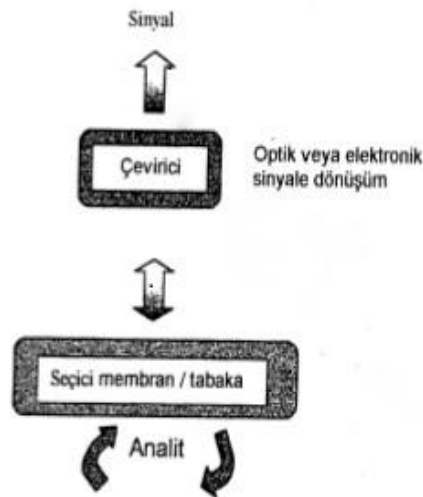 Sinyal
Çevirici
Optik veya elektronik
sinyale dönüşüm
Seçici membran / tabaka
Analit